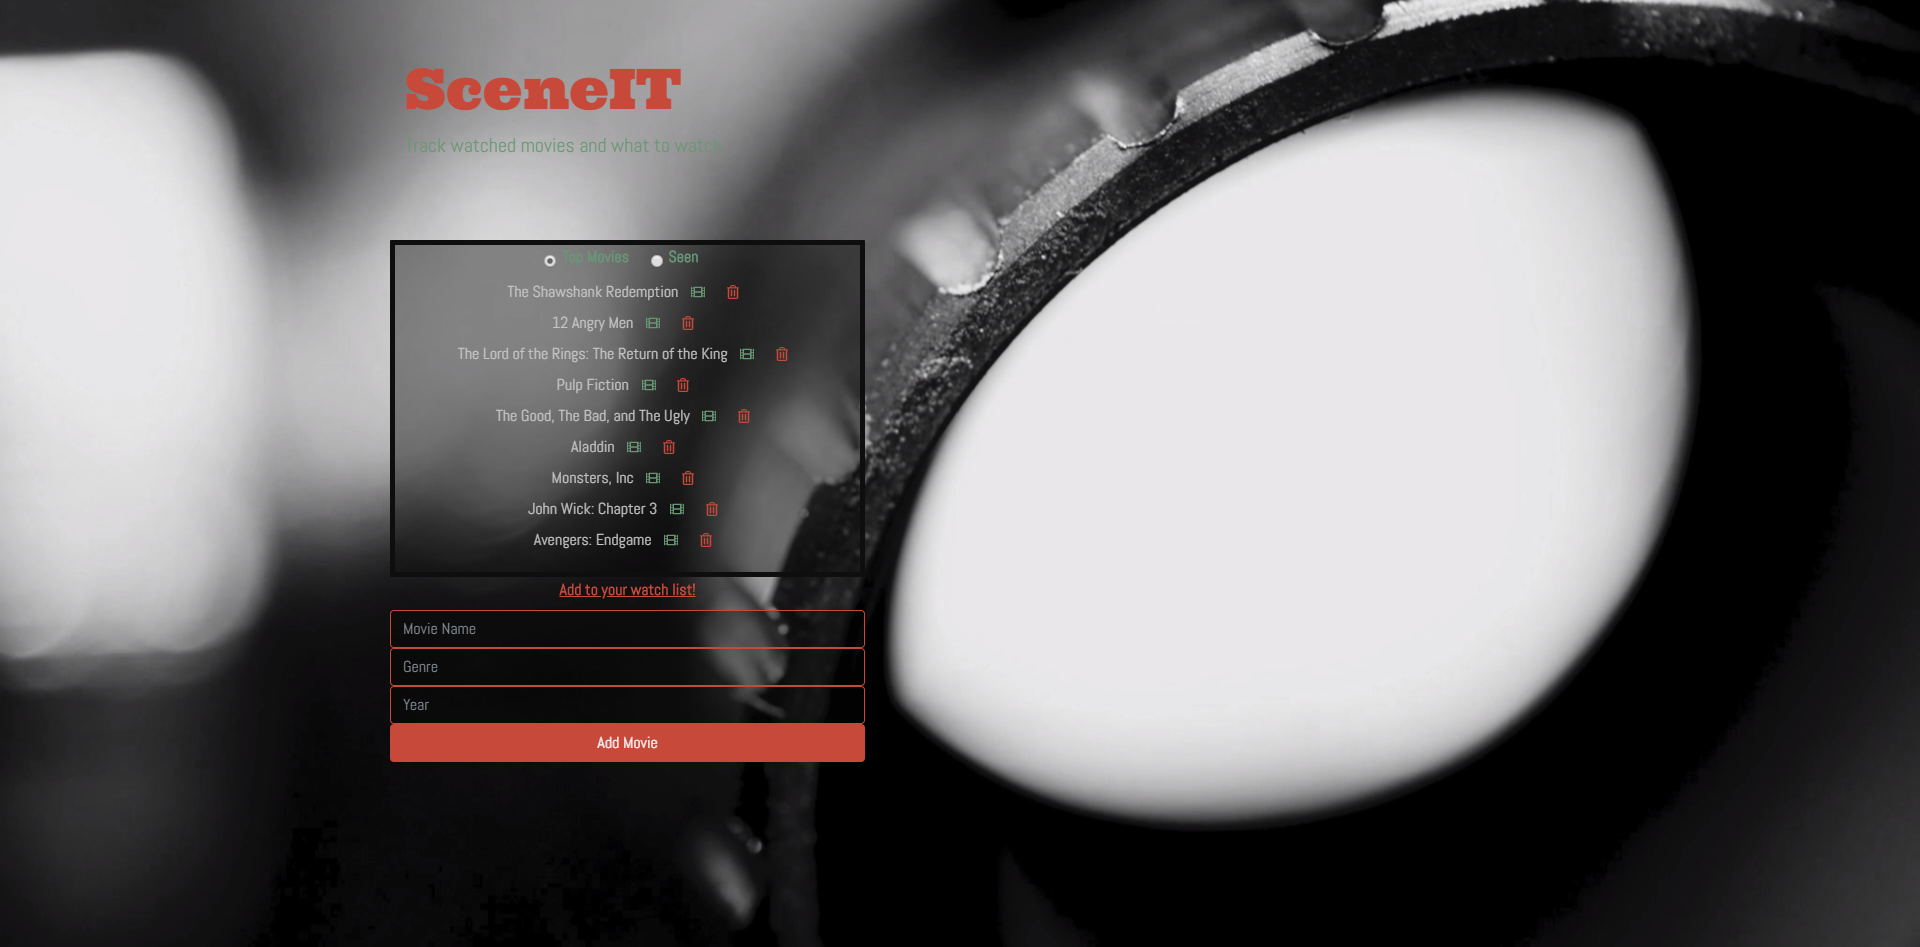 SceneIT
Track watched movies and what to watch.
Top Movies Seen
The Shawshank Redemption
12 Angry Men
The Lord of the Rings: The Return of the King
Pulp Fiction
The Good, The Bad, and The Ugly
Aladdin
Monsters, Inc
John Wick: Chapter 3
Avengers: Endgame
Add to your watch list!
Movie Name
Genre
Year
Add Movie